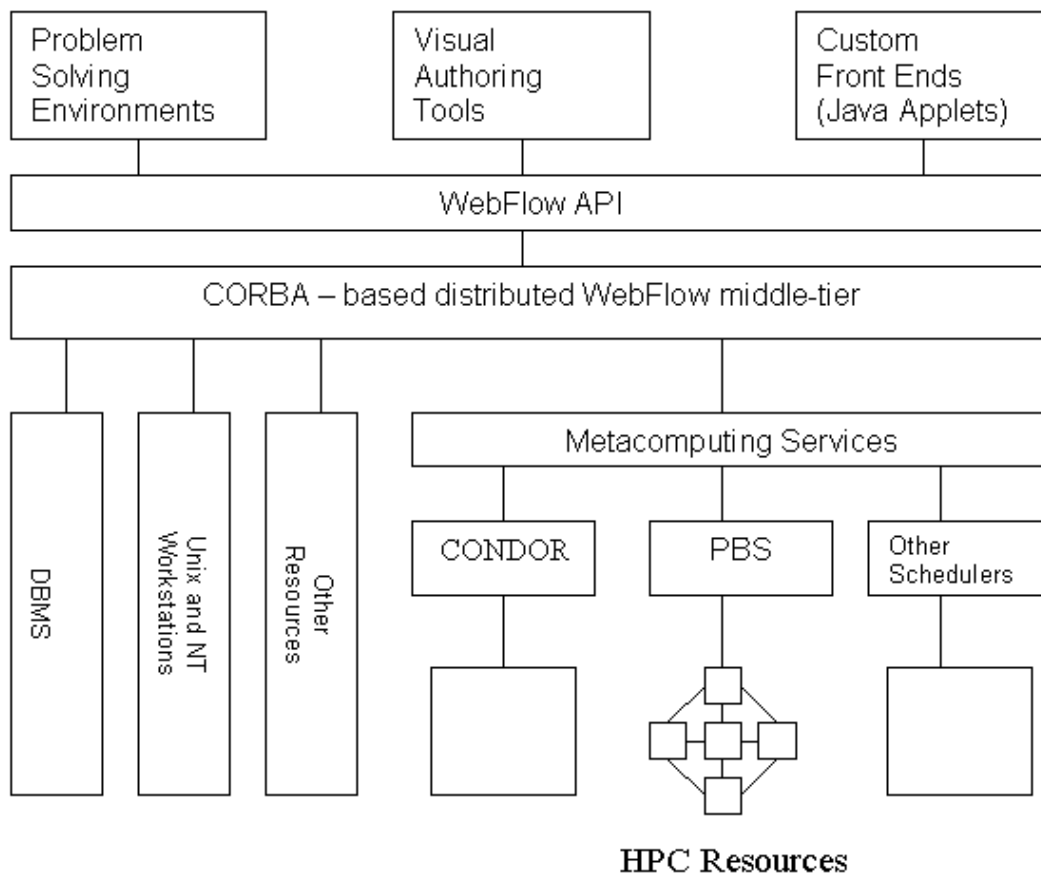 Problem
Solving
Environments
Visual
Authoring
Tools
Custom
Front Ends
(Java Applets)
WebFlow API
CORBA – based distributed WebFlow middle-tier
DBMS
Unix and NT
Workstations
Other
Resources
Metacomputing Services
CONDOR
PBS
Other
Schedulers
HPC Resources